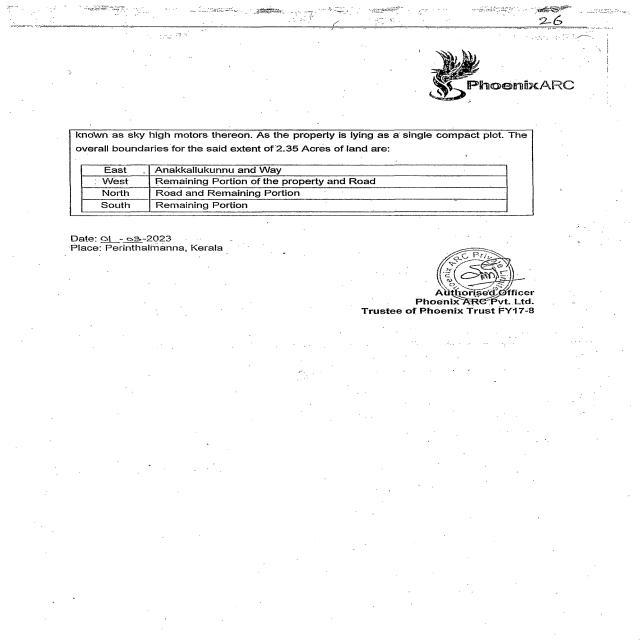 26
PhoenixARC
known as sky high motors thereon. As the property is lying as a single compact plot. The
overall boundaries for the said extent of 2.35 Acres of land are:
East Anakkallukunnu and Way
West Remaining Portion of the property and Road
North Road and Remaining Portion
South Remaining Portion
Date: 01-03-2023
Place: Perinthalmanna, Kerala
Phoenix ARC Private Limited
Authorised Officer
Phoenix ARC Pvt. Ltd.
Trustee of Phoenix Trust FY17-8